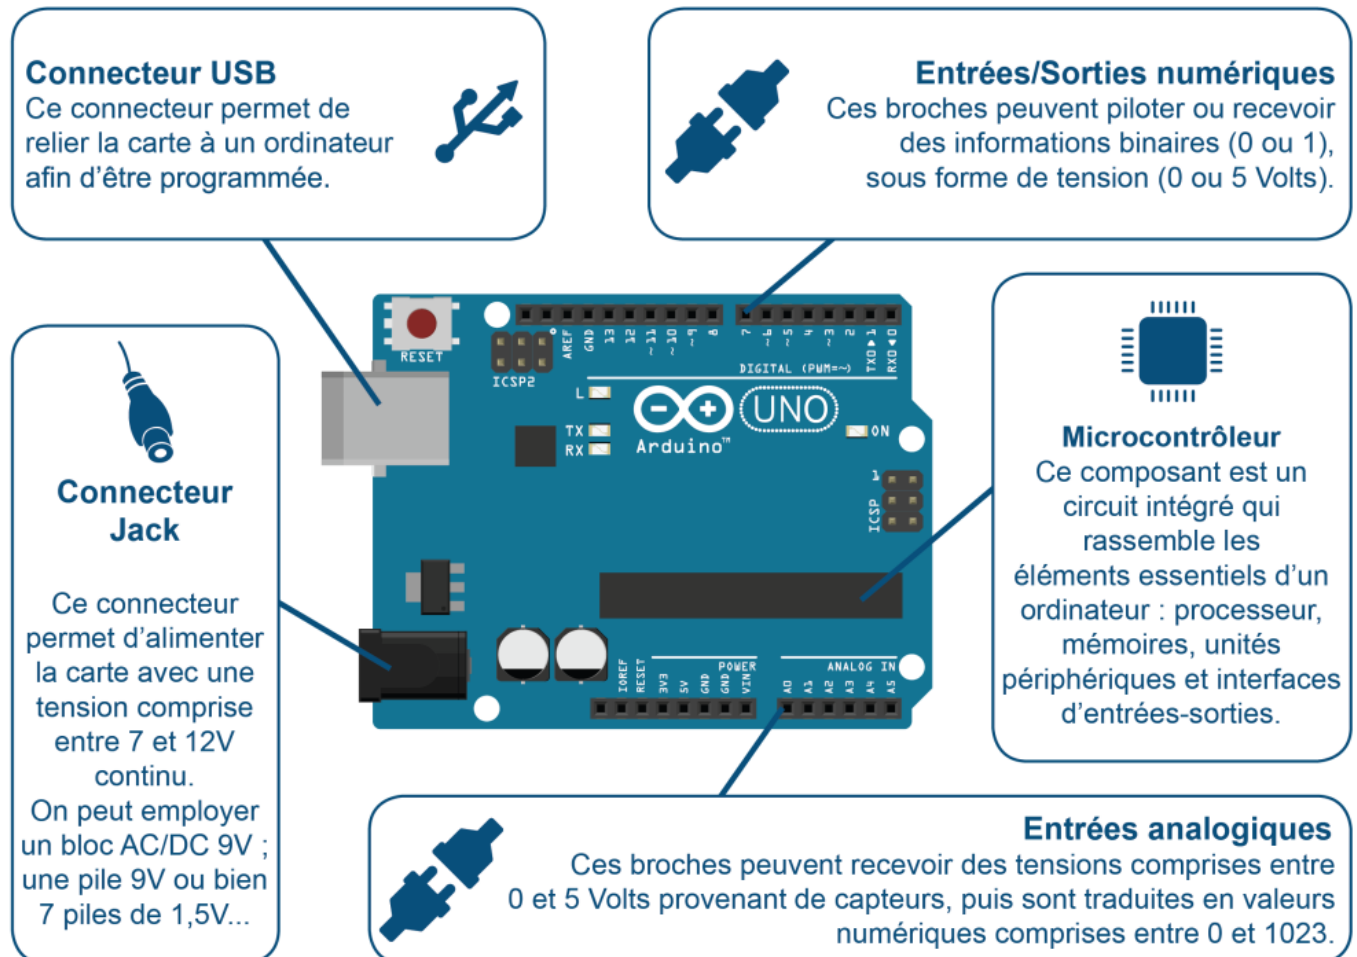 Connecteur USB
Ce connecteur permet de
relier la carte à un ordinateur
afin d'être programmée.
Entrées/Sorties numériques
Ces broches peuvent piloter ou recevoir
des informations binaires (0 ou 1),
sous forme de tension (0 ou 5 Volts).
Connecteur
Jack
Ce connecteur
permet d'alimenter
la carte avec une
tension comprise
entre 7 et 12V
continu.
On peut employer
un bloc AC/DC 9V ;
une pile 9V ou bien
7 piles de 1,5V...
RESET
ICSP2
AREF
GND
13
12
~11
~10
~9
8
7
~6
~5
4
~3
2
TX0▶1
RX0◀0
DIGITAL (PWM=~)
L
TX
RX
UNO
Arduino™
ON
1
ICSP
IOREF
RESET
3V3
5V
GND
GND
VIN
POWER
ANALOG IN
A0
A1
A2
A3
A4
A5
Microcontrôleur
Ce composant est un
circuit intégré qui
rassemble les
éléments essentiels d'un
ordinateur : processeur,
mémoires, unités
périphériques et interfaces
d'entrées-sorties.
Entrées analogiques
Ces broches peuvent recevoir des tensions comprises entre
0 et 5 Volts provenant de capteurs, puis sont traduites en valeurs
numériques comprises entre 0 et 1023.